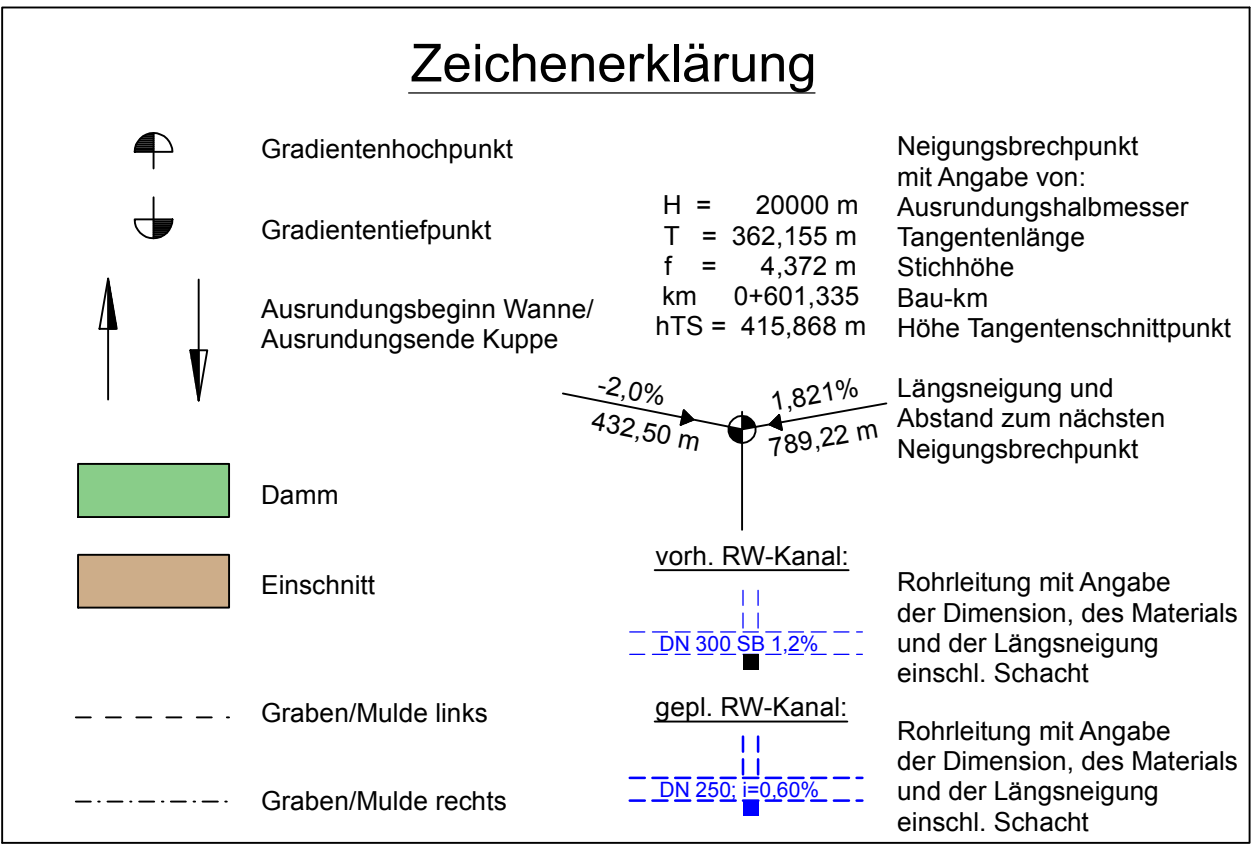 Zeichenerklärung
Gradientenhochpunkt
Gradiententiefpunkt
Ausrundungsbeginn Wanne/
Ausrundungsende Kuppe
Damm
Einschnitt
Graben/Mulde links
Graben/Mulde rechts
Neigungsbrechpunkt
mit Angabe von:
H = 20000 m Ausrundungshalbmesser
T = 362,155 m Tangentenlänge
f = 4,372 m Stichhöhe
km 0+601,335 Bau-km
hTS = 415,868 m Höhe Tangentenschnittpunkt
-2,0%
432,50 m
1,821%
789,22 m
Längsneigung und
Abstand zum nächsten
Neigungsbrechpunkt
vorh. RW-Kanal:
DN 300 SB 1,2%
Rohrleitung mit Angabe
der Dimension, des Materials
und der Längsneigung
einschl. Schacht
gepl. RW-Kanal:
DN 250; i=0,60%
Rohrleitung mit Angabe
der Dimension, des Materials
und der Längsneigung
einschl. Schacht